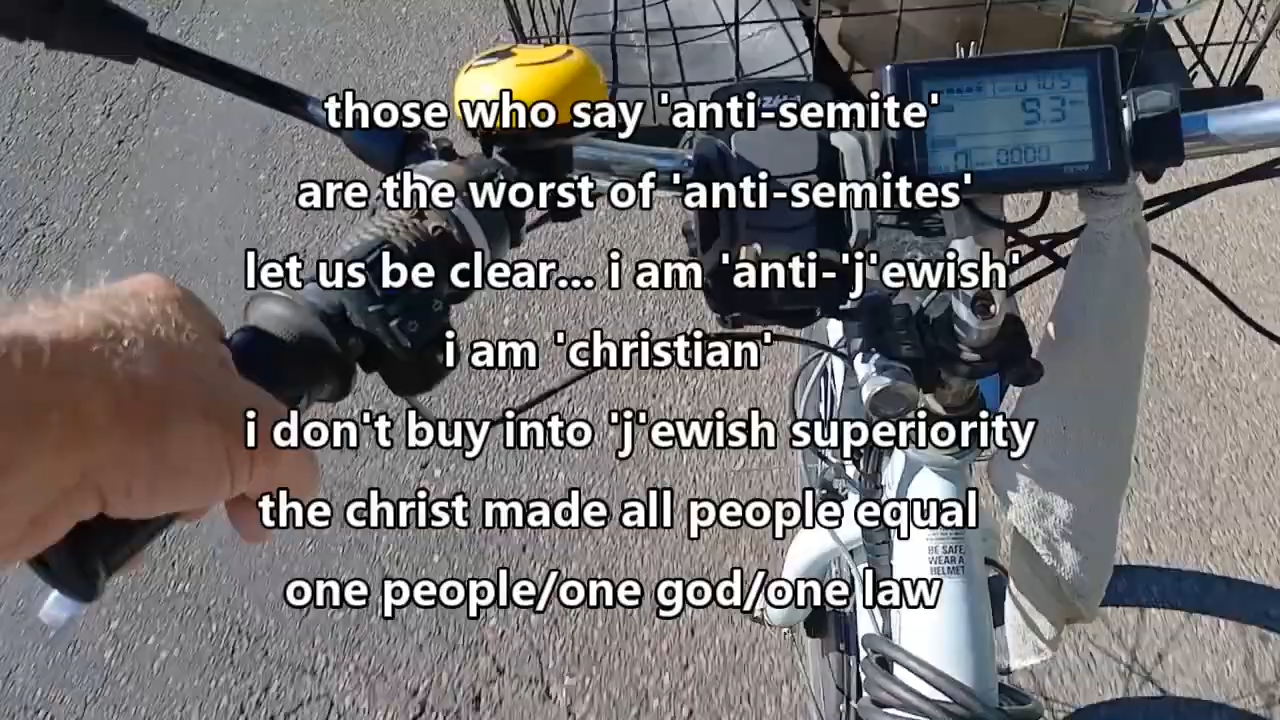 those who say 'anti-semite'
are the worst of 'anti-semites'
let us be clear... i am 'anti-'j'ewish'
i am 'christian'
i don't buy into 'j'ewish superiority
the christ made all people equal
one people/one god/one law
9.3
0000
BE SAFE,
WEAR A
HELMET